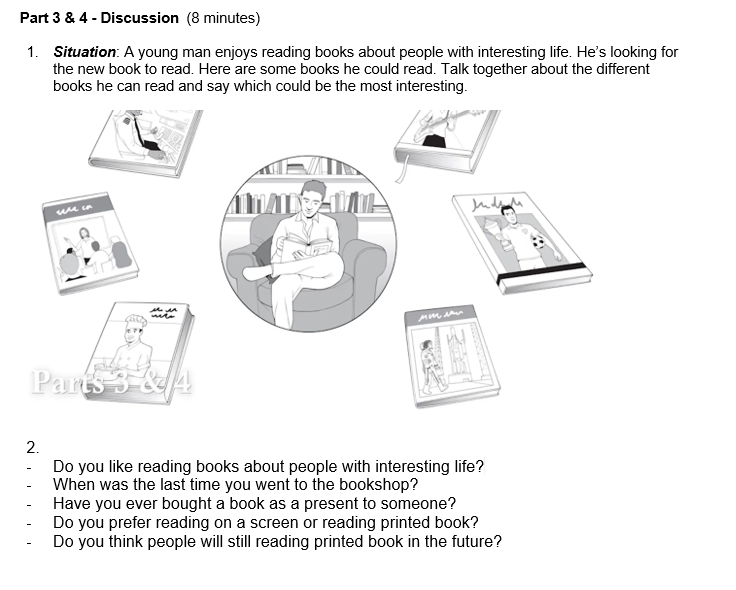 Part 3 & 4 - Discussion (8 minutes)
1. Situation: A young man enjoys reading books about people with interesting life. He's looking for
the new book to read. Here are some books he could read. Talk together about the different
books he can read and say which could be the most interesting.
Parts 3 & 4
2.
- Do you like reading books about people with interesting life?
- When was the last time you went to the bookshop?
- Have you ever bought a book as a present to someone?
- Do you prefer reading on a screen or reading printed book?
- Do you think people will still reading printed book in the future?